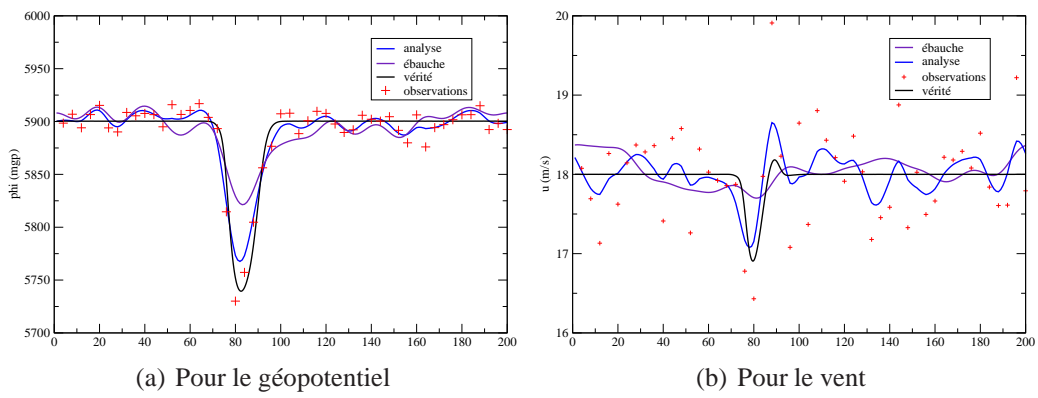 6000
5950
5900
5850
5800
5750
5700
phi (mgp)
analyse
ébauche
vérité
observations
0 20 40 60 80 100 120 140 160 180 200
(a) Pour le géopotentiel
20
19
18
17
16
u (m/s)
ébauche
analyse
observations
vérité
0 20 40 60 80 100 120 140 160 180 200
(b) Pour le vent